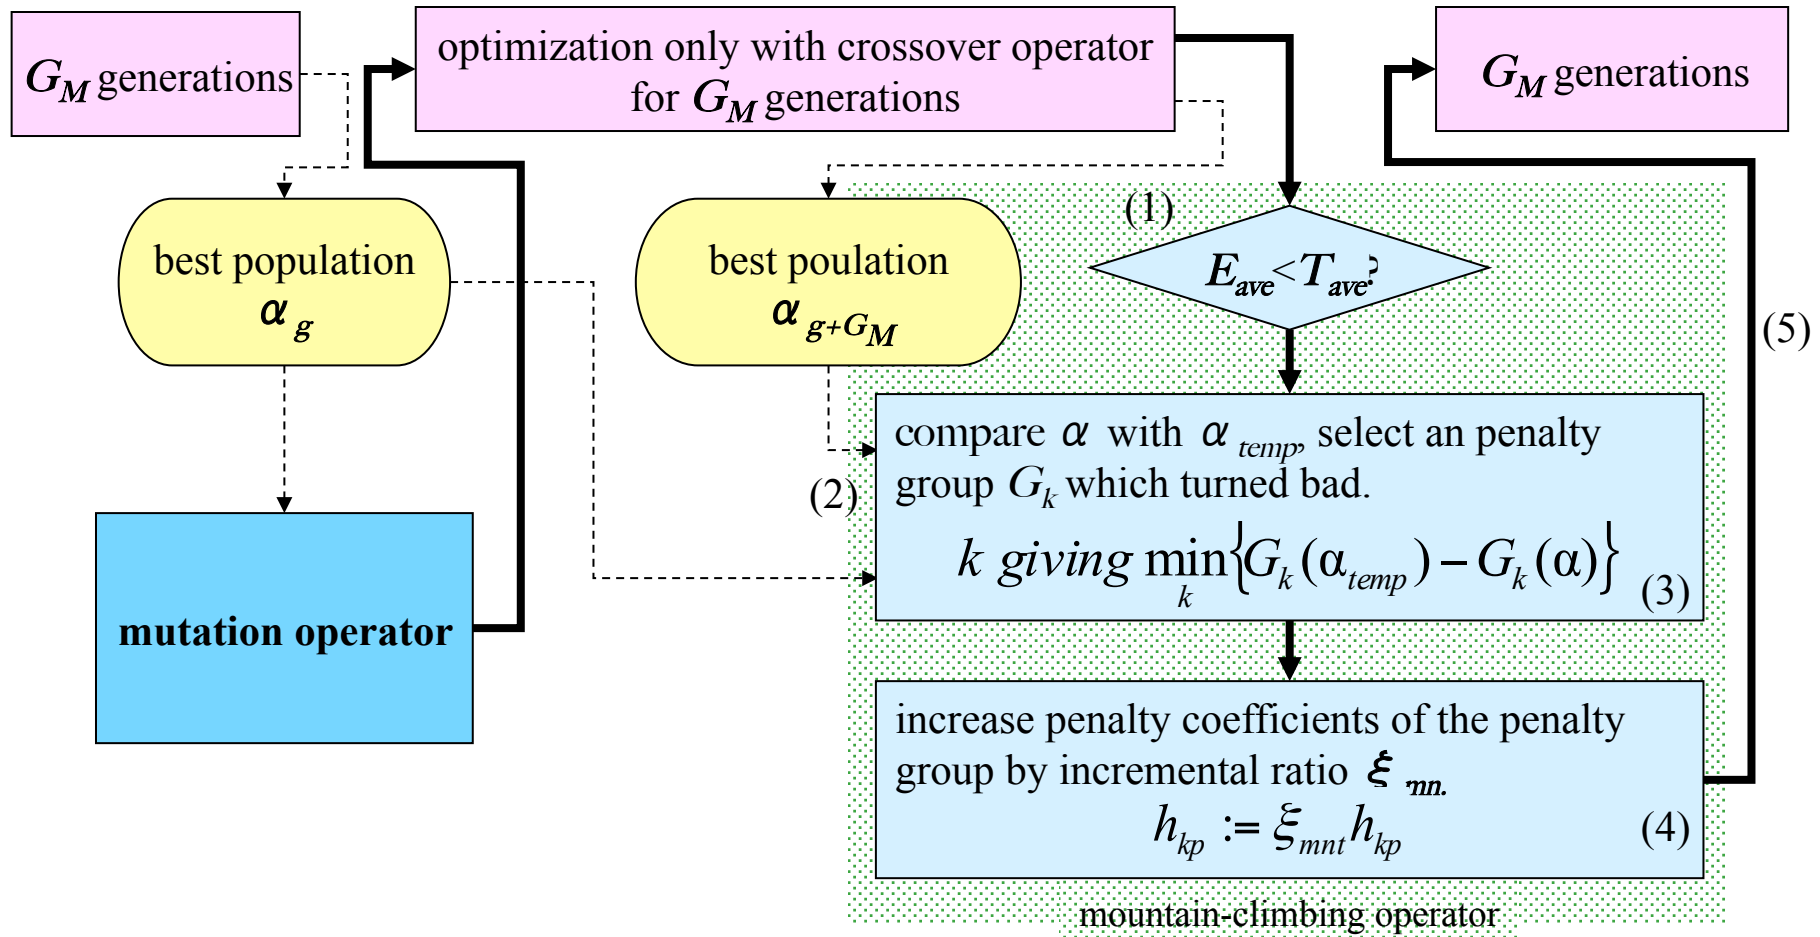 G_M generations
optimization only with crossover operator
for G_M generations
G_M generations
best population
α_g
best poulation
α_{g+G_M}
(1)
E_ave<T_ave?
(5)
compare α with α_temp, select an penalty
group G_k which turned bad.
(2)
k giving min_k{G_k(α_temp) − G_k(α)}
(3)
mutation operator
increase penalty coefficients of the penalty
group by incremental ratio ξ_mn.
h_kp := ξ_mnt h_kp
(4)
mountain-climbing operator